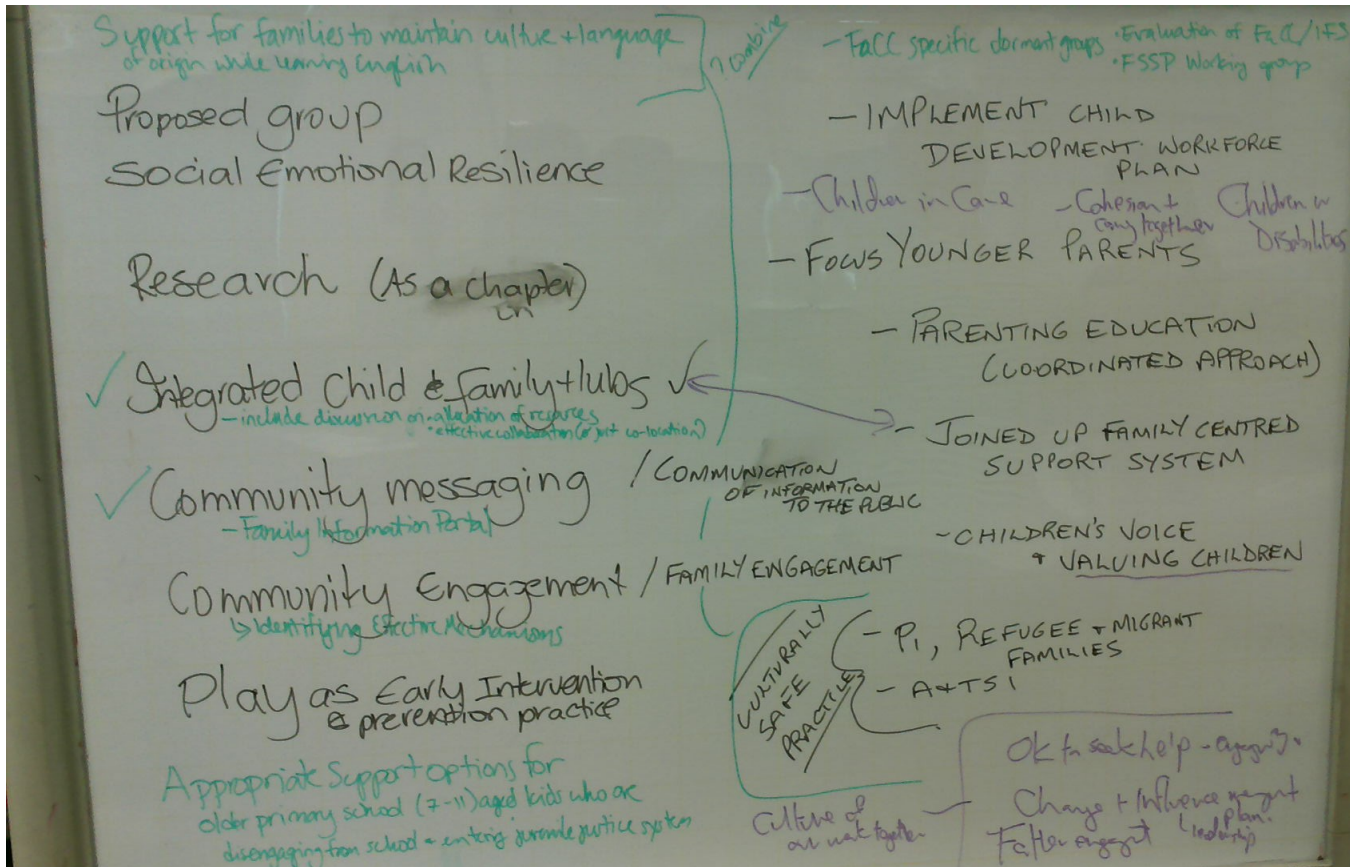 Support for families to maintain culture + language
of origin while learning English
? combine
Proposed group
Social Emotional Resilience
Research (As a chapter)
in
Integrated Child & family Hubs
- include discussion on • allocation of resources
• effective collaboration (not just co-location)
Community messaging / COMMUNICATION
OF INFORMATION
TO THE PUBLIC
- Family Information Portal
Community Engagement / FAMILY ENGAGEMENT
↳ Identifying Effective Mechanisms
Play as Early Intervention
& prevention practice
Appropriate Support options for
older primary school (7-11) aged kids who are
disengaging from school + entering juvenile justice system
- FaCC specific dormant groups
• Evaluation of FaCC/IFS
• FSSP Working group
- IMPLEMENT CHILD
DEVELOPMENT WORKFORCE
PLAN
- Children in Care
- Cohesion +
coming together
Children w
Disabilities
- FOCUS YOUNGER PARENTS
- PARENTING EDUCATION
(COORDINATED APPROACH)
- JOINED UP FAMILY CENTRED
SUPPORT SYSTEM
- CHILDREN'S VOICE
+ VALUING CHILDREN
CULTURALLY
SAFE
PRACTICE
- PI, REFUGEE + MIGRANT
FAMILIES
- A+TSI
Ok to seek help -
Culture of
our work together
Change + Influence
plan
leadership
Father